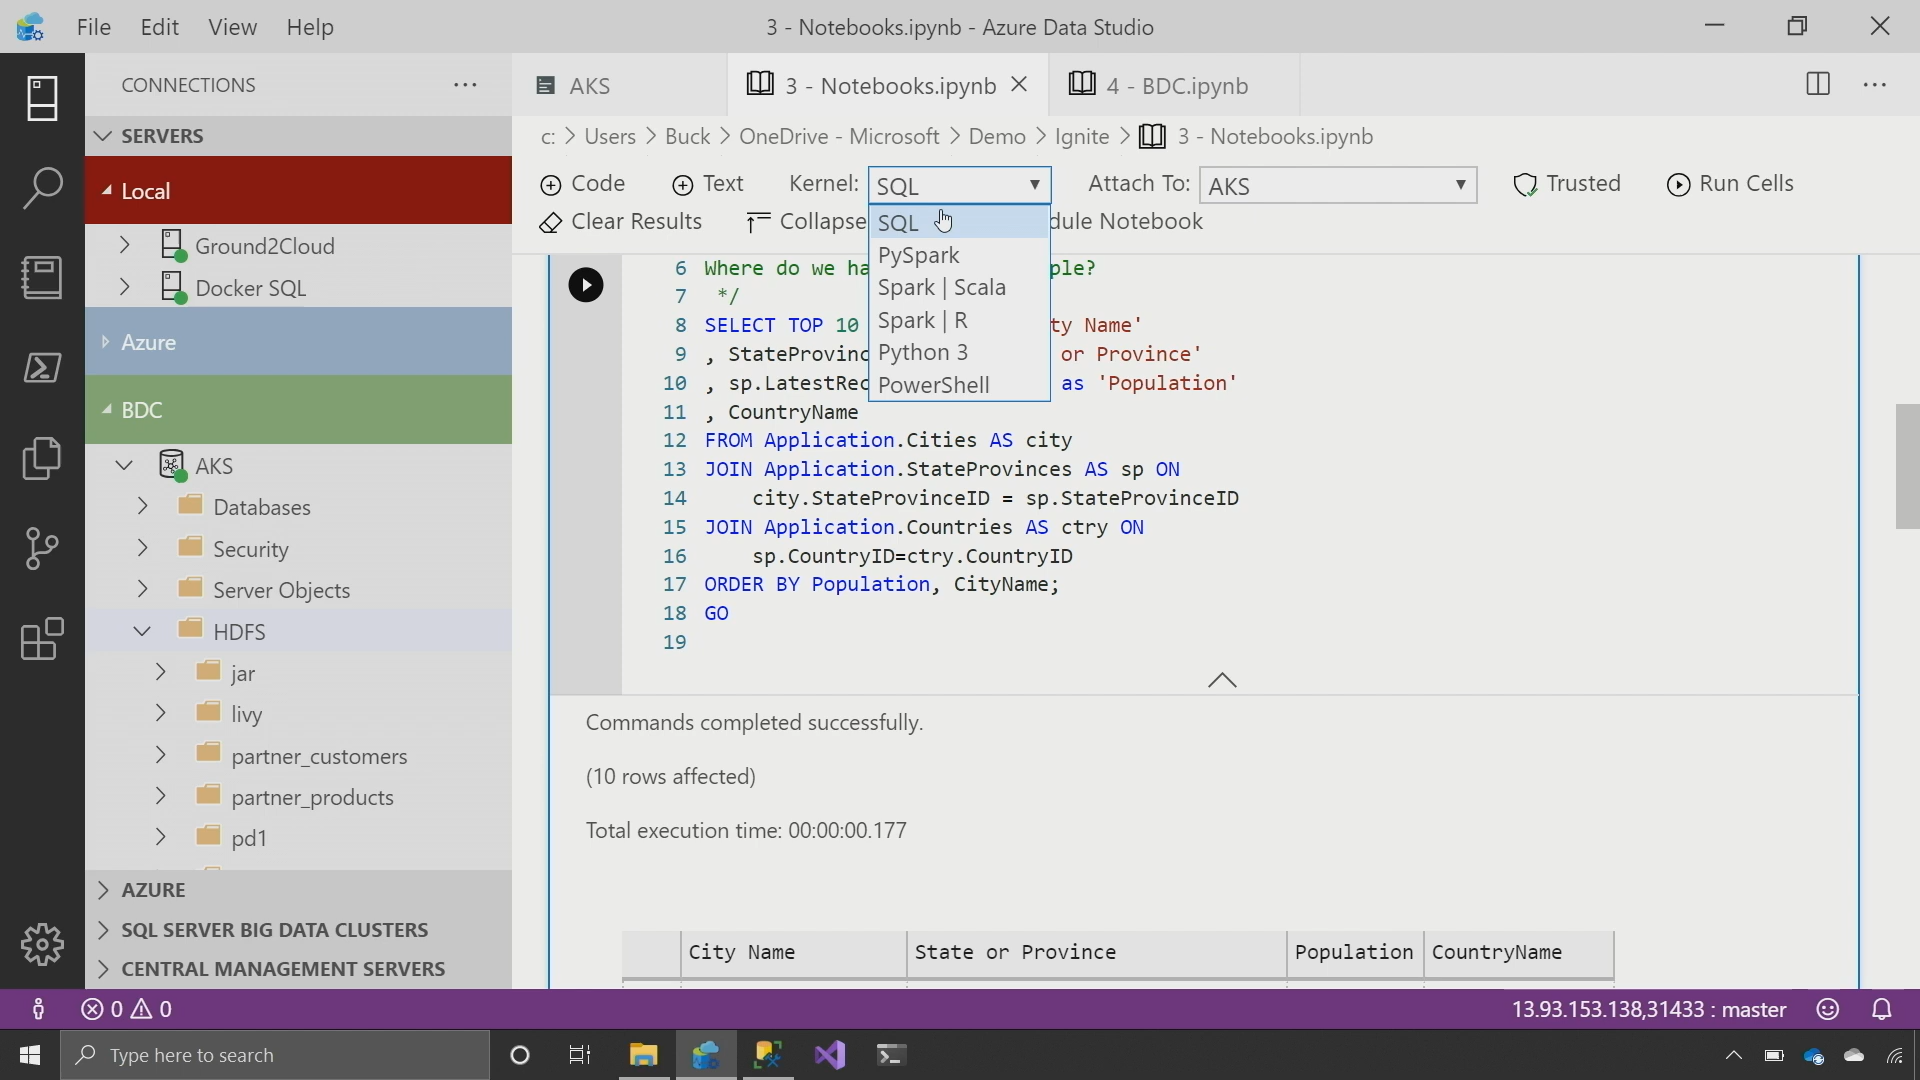 File Edit View Help
3 - Notebooks.ipynb - Azure Data Studio
CONNECTIONS
SERVERS
Local
Ground2Cloud
Docker SQL
Azure
BDC
AKS
Databases
Security
Server Objects
HDFS
jar
livy
partner_customers
partner_products
pd1
AZURE
SQL SERVER BIG DATA CLUSTERS
CENTRAL MANAGEMENT SERVERS
AKS
3 - Notebooks.ipynb
4 - BDC.ipynb
c: > Users > Buck > OneDrive - Microsoft > Demo > Ignite > 3 - Notebooks.ipynb
Code Text Kernel: SQL Attach To: AKS Trusted Run Cells
Clear Results Collapse dule Notebook
SQL
PySpark
Spark | Scala
Spark | R
Python 3
PowerShell
6 Where do we ha ple?
7 */
8 SELECT TOP 10 ty Name'
9 , StateProvinc or Province'
10 , sp.LatestRec as 'Population'
11 , CountryName
12 FROM Application.Cities AS city
13 JOIN Application.StateProvinces AS sp ON
14 city.StateProvinceID = sp.StateProvinceID
15 JOIN Application.Countries AS ctry ON
16 sp.CountryID=ctry.CountryID
17 ORDER BY Population, CityName;
18 GO
19
Commands completed successfully.
(10 rows affected)
Total execution time: 00:00:00.177
City Name State or Province Population CountryName
0 0
13.93.153.138,31433 : master
Type here to search